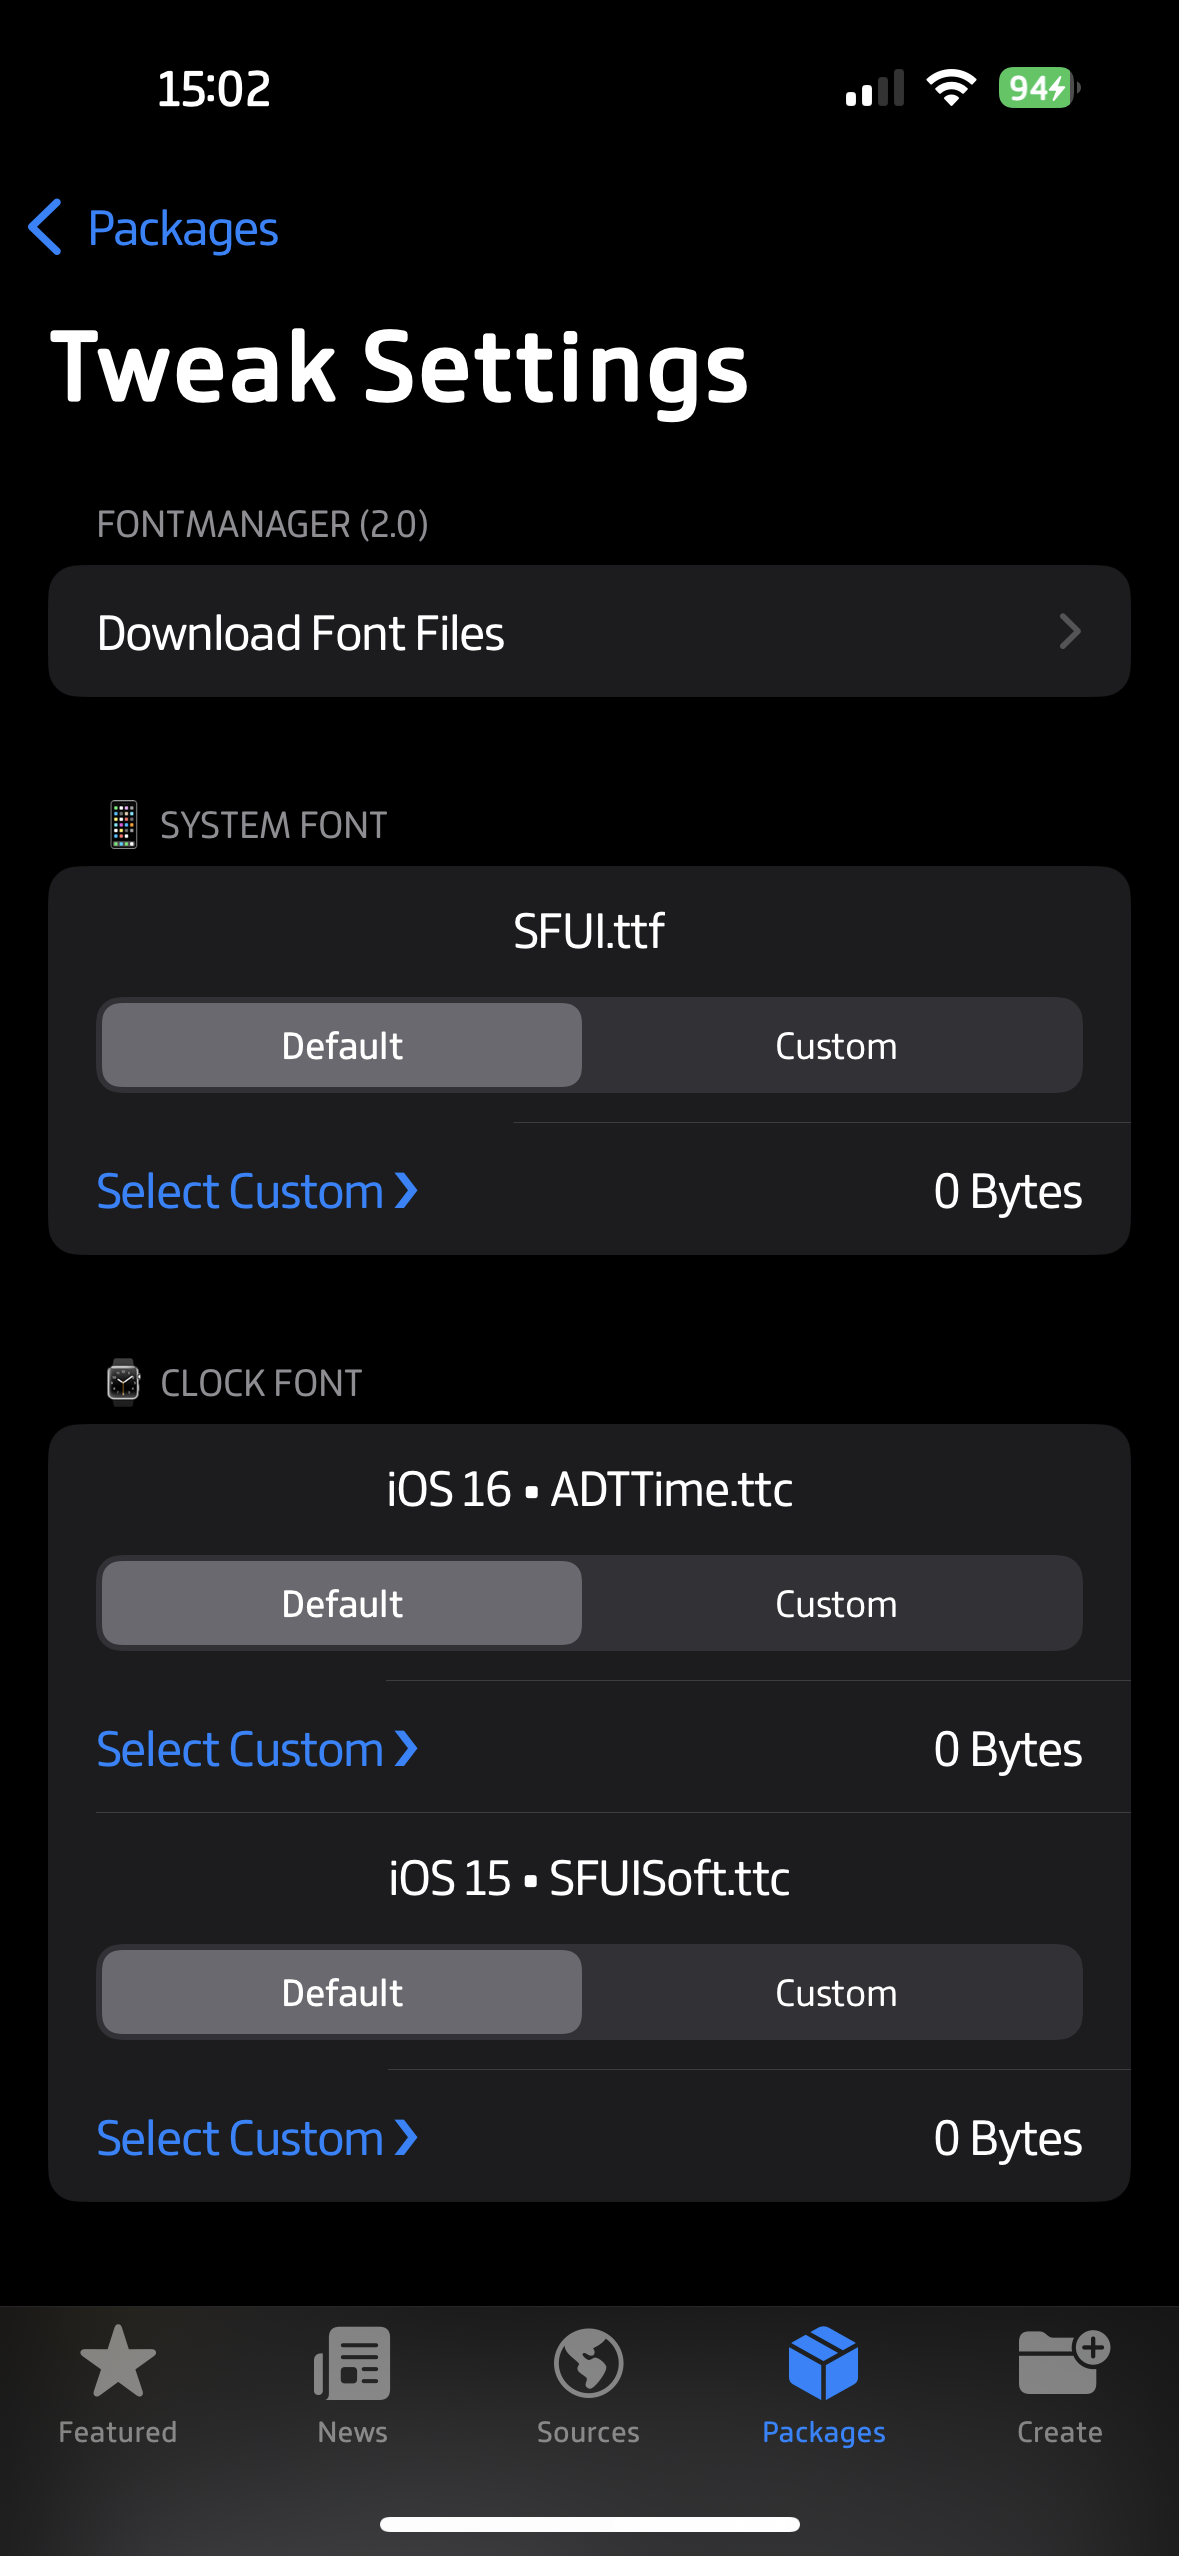 15:02
94
Packages
Tweak Settings
FONTMANAGER (2.0)
Download Font Files
SYSTEM FONT
SFUI.ttf
Default Custom
Select Custom ❯ 0 Bytes
CLOCK FONT
iOS 16 ▪ ADTTime.ttc
Default Custom
Select Custom ❯ 0 Bytes
iOS 15 ▪ SFUISoft.ttc
Default Custom
Select Custom ❯ 0 Bytes
Featured News Sources Packages Create